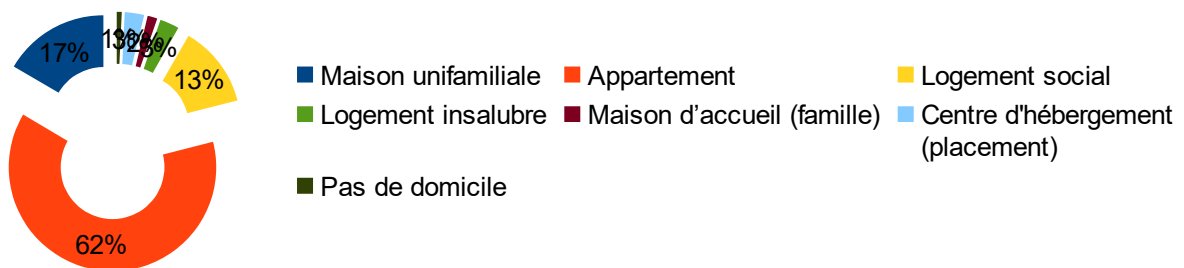 17%
13%
62%
Maison unifamiliale
Appartement
Logement social
Logement insalubre
Maison d’accueil (famille)
Centre d'hébergement
(placement)
Pas de domicile